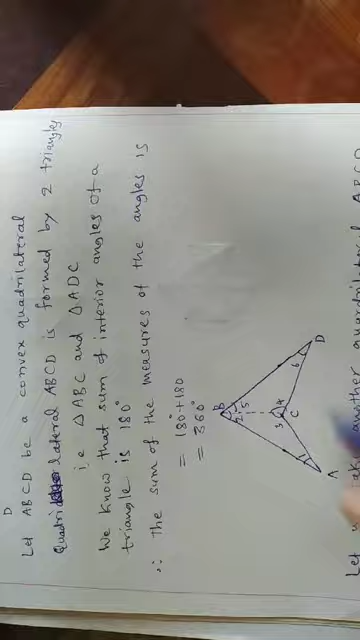 D
Let ABCD be a convex quadrilateral
Quadrilateral ABCD is formed by 2 triangles
i.e Δ ABC and Δ ADC
We know that sum of interior angles of a
triangle is 180°
∴ the sum of the measures of the angles is
= 180°+180
= 360°
B
2 5
3 4
C
1
6
A
D
Let another quadrilateral ABCD